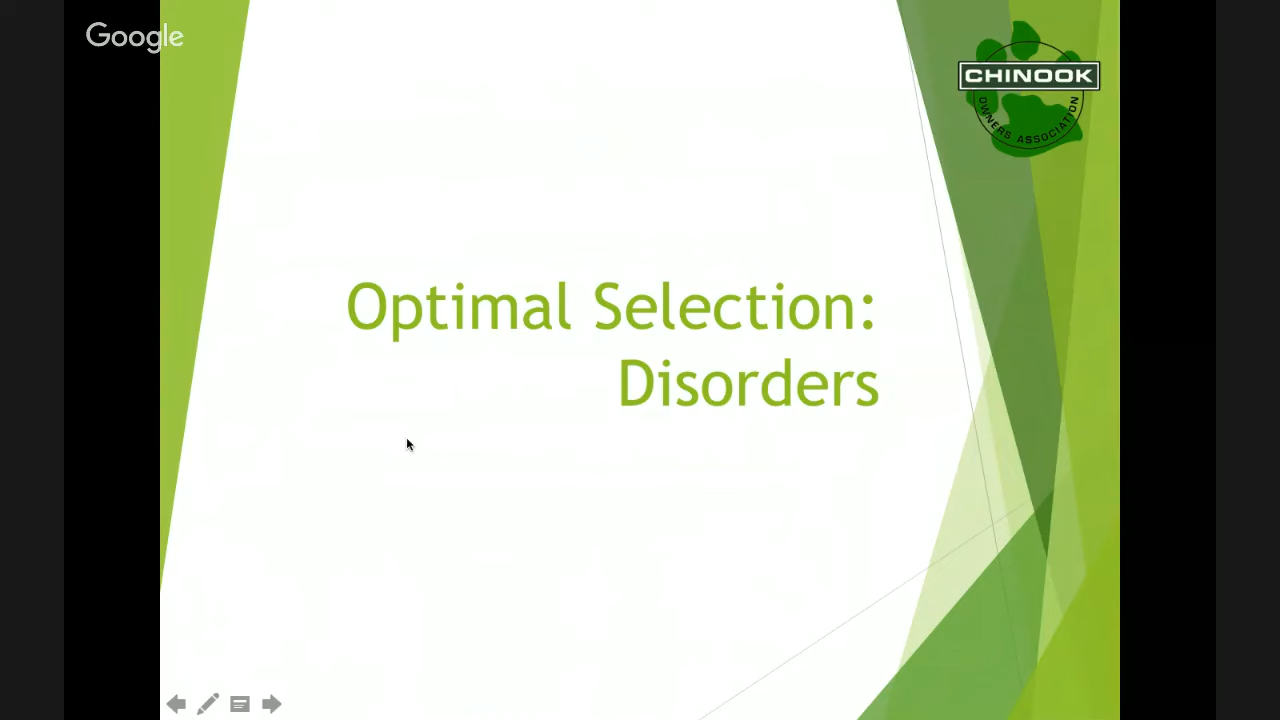 Google
CHINOOK
OWNERS ASSOCIATION
Optimal Selection:
Disorders